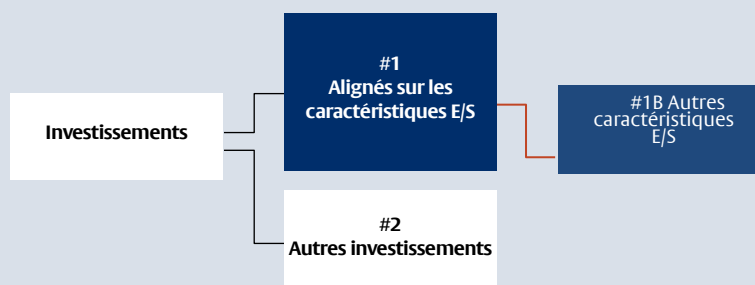 #1
Alignés sur les
caractéristiques E/S
Investissements
#1B Autres
caractéristiques
E/S
#2
Autres investissements